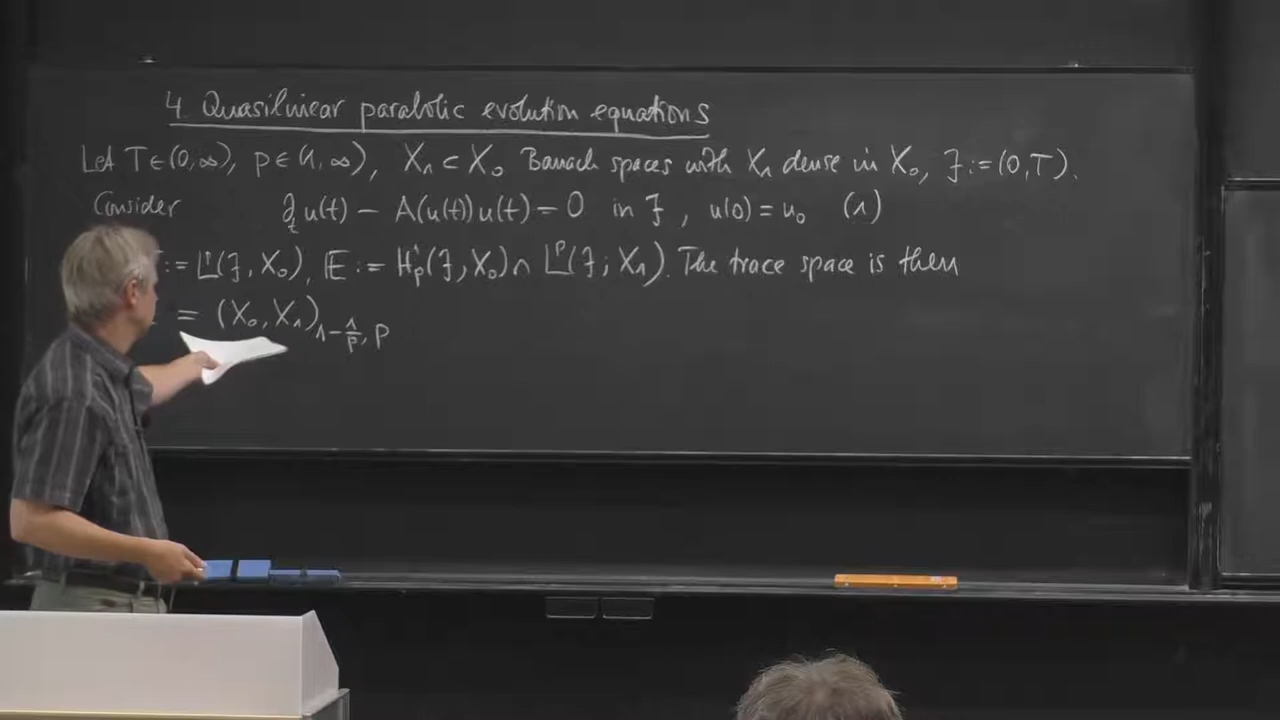 4. Quasilinear parabolic evolution equations
Let T∈(0,∞), p∈(1,∞), X₁ ⊂ X₀ Banach spaces with X₁ dense in X₀, J := (0,T).
Consider ∂ₜu(t) − A(u(t))u(t) = 0 in J, u(0) = u₀ (1)
:= Lᵖ(J, X₀), 𝔼 := H¹ₚ(J, X₀) ∩ Lᵖ(J; X₁). The trace space is then
= (X₀, X₁)_{1−1/p, p}